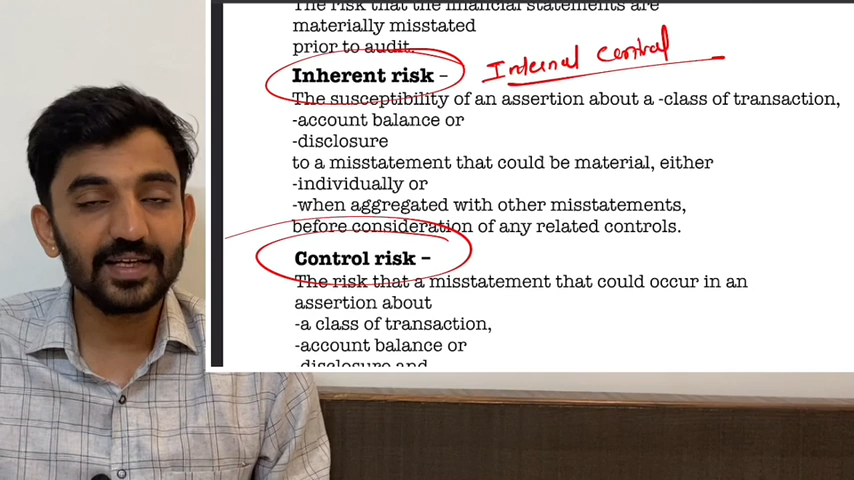 The risk that the financial statements are
materially misstated
prior to audit.
Inherent risk – Internal control
The susceptibility of an assertion about a -class of transaction,
-account balance or
-disclosure
to a misstatement that could be material, either
-individually or
-when aggregated with other misstatements,
before consideration of any related controls.
Control risk –
The risk that a misstatement that could occur in an
assertion about
-a class of transaction,
-account balance or
-disclosure and